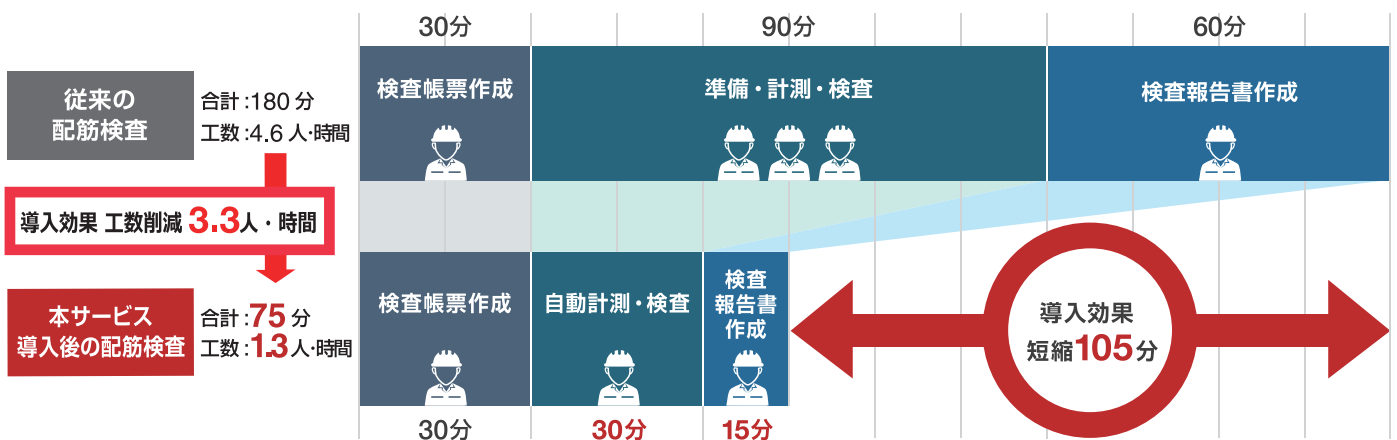 30分
90分
60分
従来の
配筋検査
合計:180分
工数:4.6人・時間
検査帳票作成
準備・計測・検査
検査報告書作成
導入効果 工数削減 3.3人・時間
本サービス
導入後の配筋検査
合計:75分
工数:1.3人・時間
検査帳票作成
自動計測・検査
検査
報告書
作成
導入効果
短縮105分
30分
30分
15分